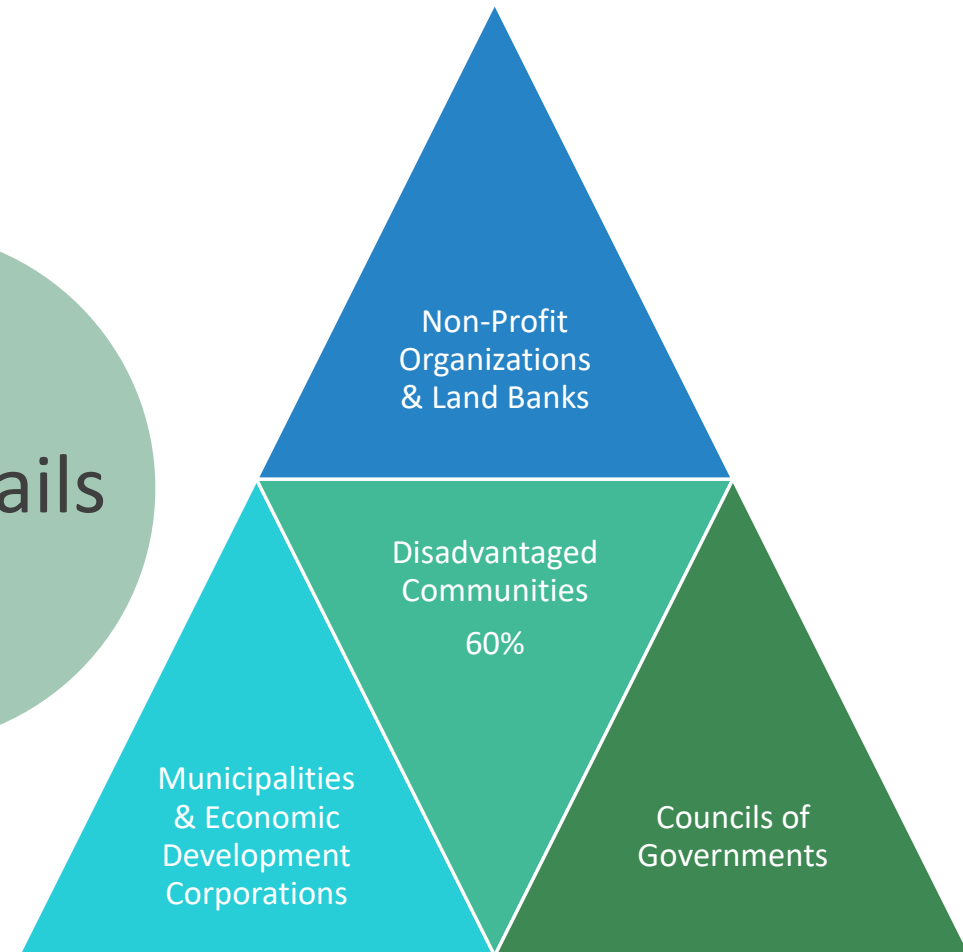 Non-Profit
Organizations
& Land Banks
ails
Disadvantaged
Communities
60%
Municipalities
& Economic
Development
Corporations
Councils of
Governments